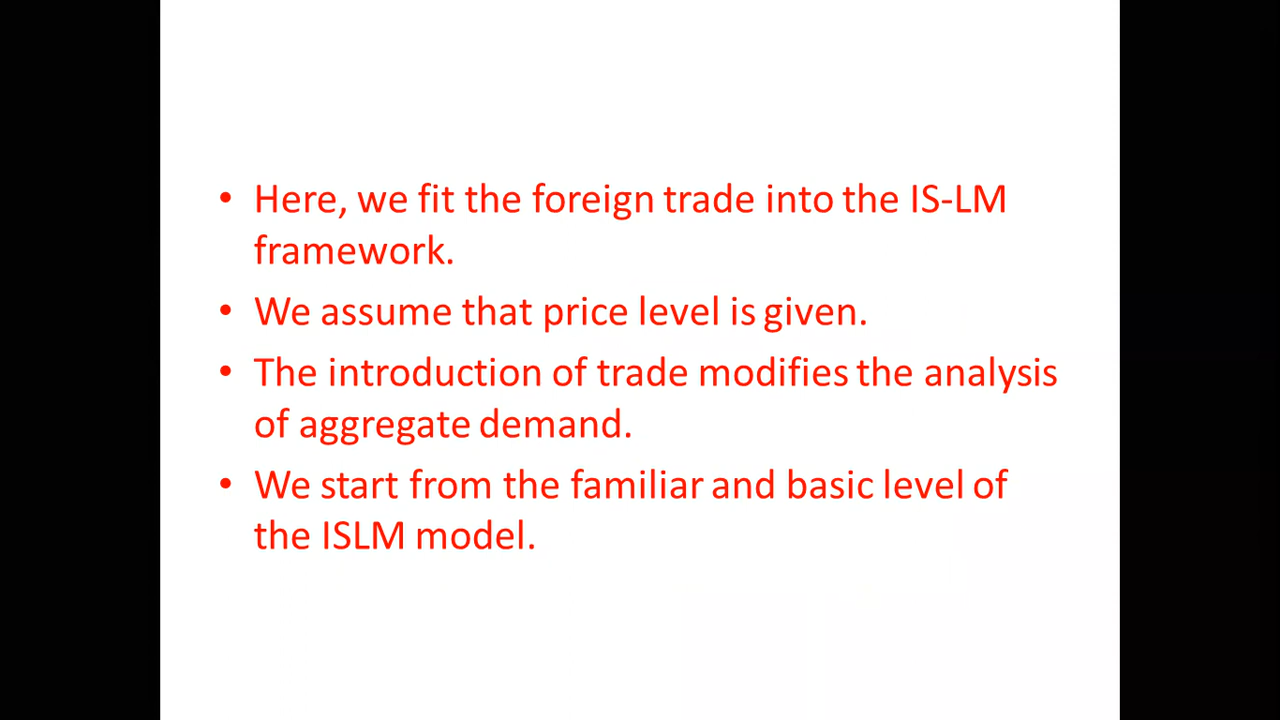 • Here, we fit the foreign trade into the IS-LM
framework.
• We assume that price level is given.
• The introduction of trade modifies the analysis
of aggregate demand.
• We start from the familiar and basic level of
the ISLM model.